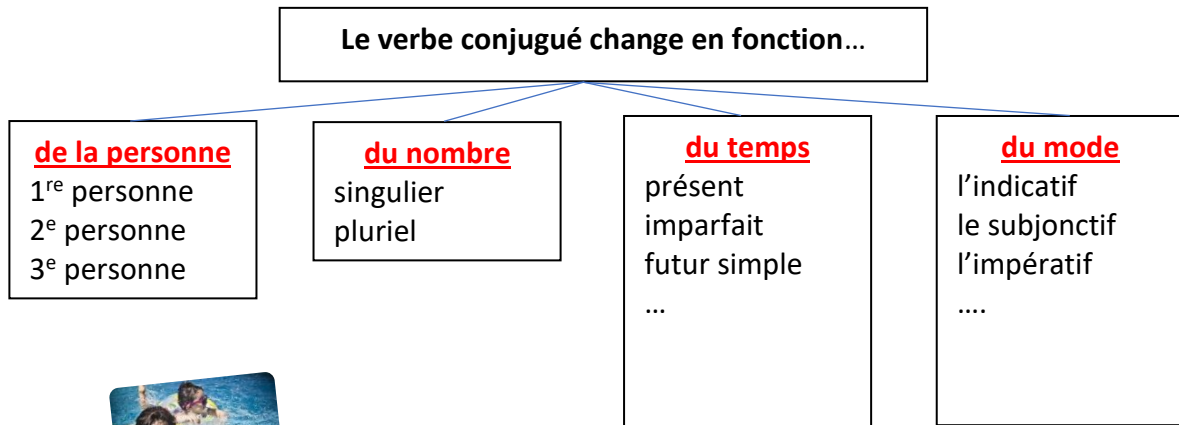 Le verbe conjugué change en fonction…
de la personne
1re personne
2e personne
3e personne
du nombre
singulier
pluriel
du temps
présent
imparfait
futur simple
…
du mode
l’indicatif
le subjonctif
l’impératif
….